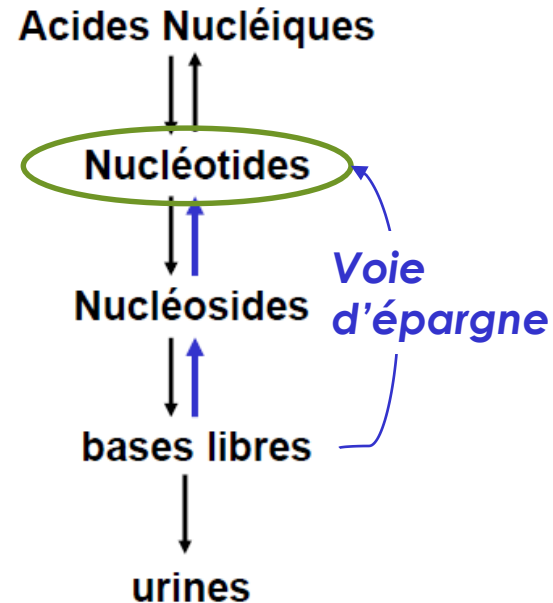 Acides Nucléiques
Nucléotides
Voie
d'épargne
Nucléosides
bases libres
urines